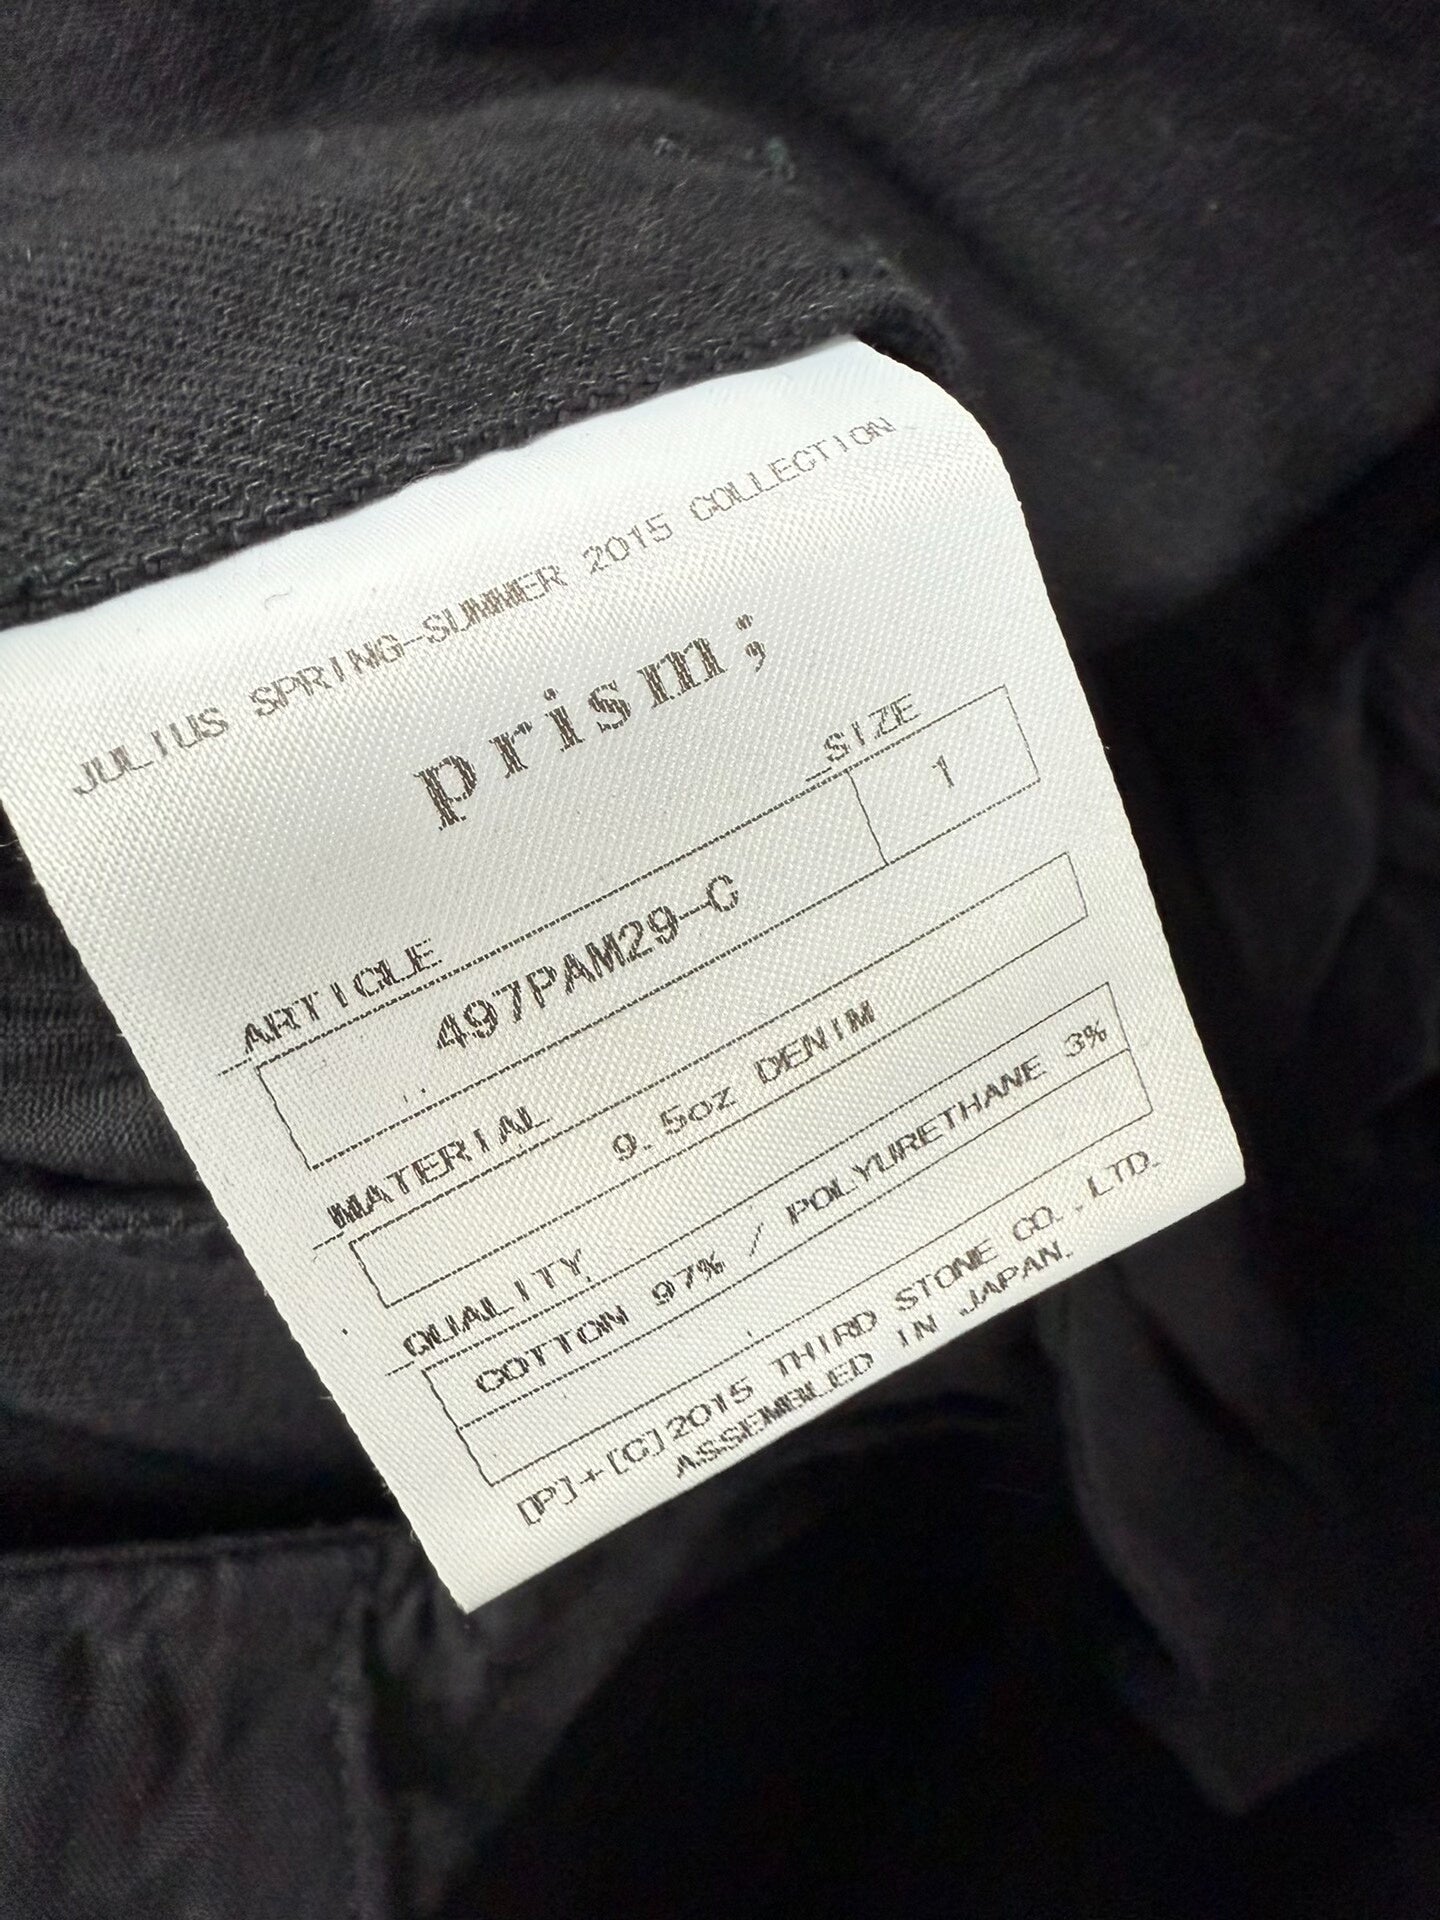 JULIUS SPRING-SUMMER 2015 COLLECTION
prism;
ARTICLE _SIZE
497PAM29-C 1
MATERIAL
9.5oz DENIM
QUALITY
COTTON 97% / POLYURETHANE 3%
[P]+[C]2015 THIRD STONE CO.,LTD.
ASSEMBLED IN JAPAN.